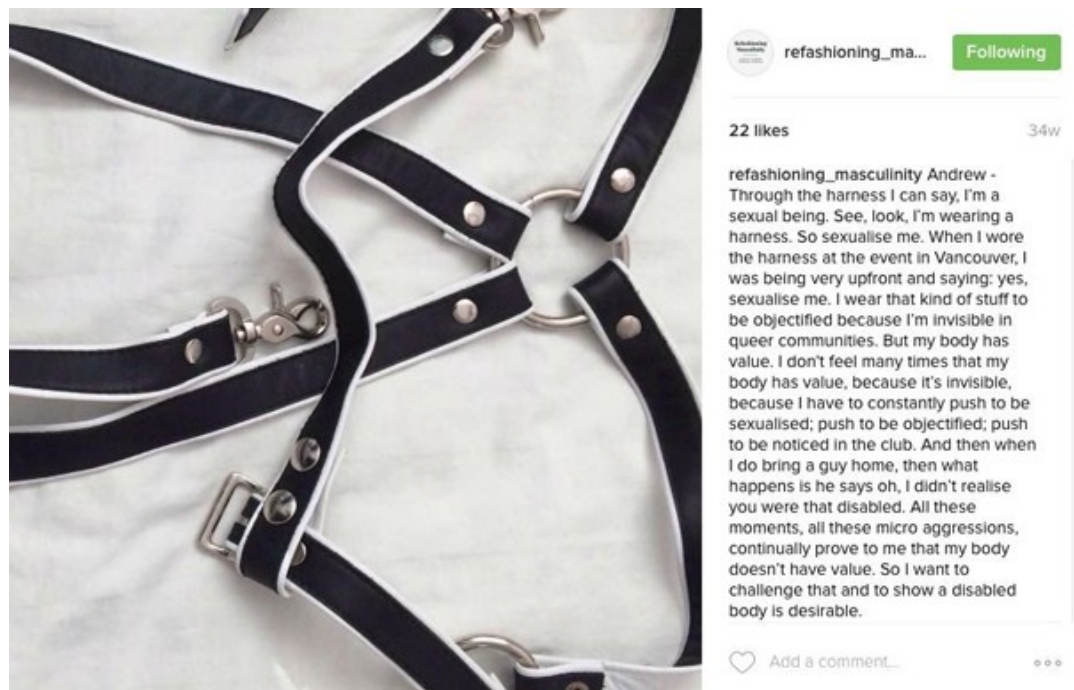 refashioning_ma...
Following
22 likes
34w
refashioning_masculinity Andrew -
Through the harness I can say, I'm a
sexual being. See, look, I'm wearing a
harness. So sexualise me. When I wore
the harness at the event in Vancouver, I
was being very upfront and saying: yes,
sexualise me. I wear that kind of stuff to
be objectified because I'm invisible in
queer communities. But my body has
value. I don't feel many times that my
body has value, because it's invisible,
because I have to constantly push to be
sexualised; push to be objectified; push
to be noticed in the club. And then when
I do bring a guy home, then what
happens is he says oh, I didn't realise
you were that disabled. All these
moments, all these micro aggressions,
continually prove to me that my body
doesn't have value. So I want to
challenge that and to show a disabled
body is desirable.
Add a comment...